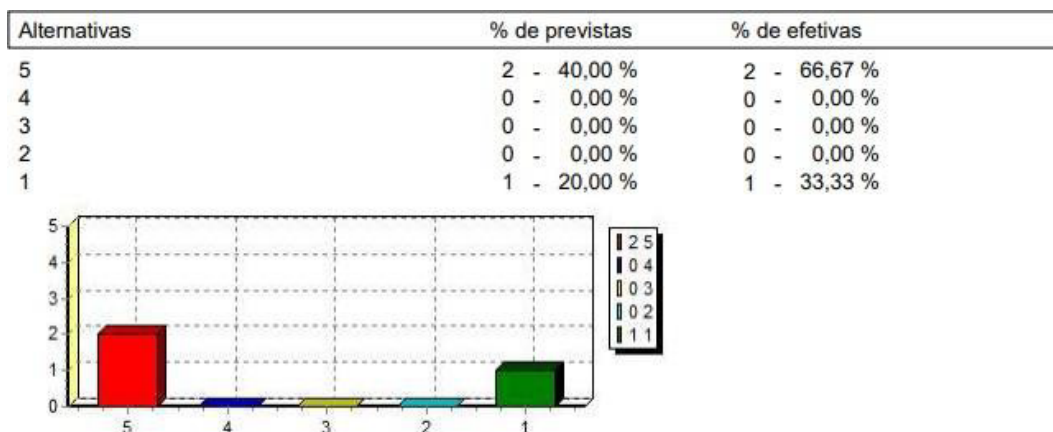 Alternativas % de previstas % de efetivas
5 2 - 40,00 % 2 - 66,67 %
4 0 - 0,00 % 0 - 0,00 %
3 0 - 0,00 % 0 - 0,00 %
2 0 - 0,00 % 0 - 0,00 %
1 1 - 20,00 % 1 - 33,33 %
5
4
3
2
1
0
5 4 3 2 1
2 5
0 4
0 3
0 2
1 1